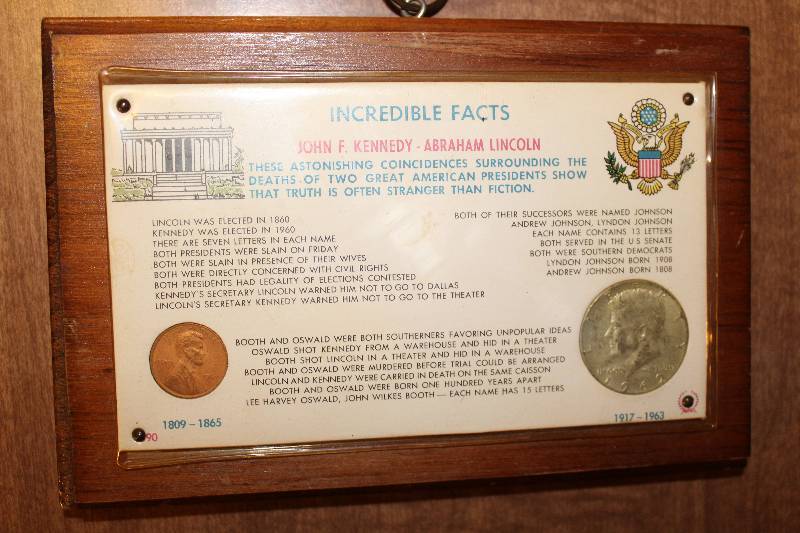 INCREDIBLE FACTS
JOHN F. KENNEDY - ABRAHAM LINCOLN
THESE ASTONISHING COINCIDENCES SURROUNDING THE
DEATHS OF TWO GREAT AMERICAN PRESIDENTS SHOW
THAT TRUTH IS OFTEN STRANGER THAN FICTION.
LINCOLN WAS ELECTED IN 1860
KENNEDY WAS ELECTED IN 1960
THERE ARE SEVEN LETTERS IN EACH NAME
BOTH PRESIDENTS WERE SLAIN ON FRIDAY
BOTH WERE SLAIN IN PRESENCE OF THEIR WIVES
BOTH WERE DIRECTLY CONCERNED WITH CIVIL RIGHTS
BOTH PRESIDENTS HAD LEGALITY OF ELECTIONS CONTESTED
KENNEDY'S SECRETARY LINCOLN WARNED HIM NOT TO GO TO DALLAS
LINCOLN'S SECRETARY KENNEDY WARNED HIM NOT TO GO TO THE THEATER
BOTH OF THEIR SUCCESSORS WERE NAMED JOHNSON
ANDREW JOHNSON, LYNDON JOHNSON
EACH NAME CONTAINS 13 LETTERS
BOTH SERVED IN THE U S SENATE
BOTH WERE SOUTHERN DEMOCRATS
LYNDON JOHNSON BORN 1908
ANDREW JOHNSON BORN 1808
BOOTH AND OSWALD WERE BOTH SOUTHERNERS FAVORING UNPOPULAR IDEAS
OSWALD SHOT KENNEDY FROM A WAREHOUSE AND HID IN A THEATER
BOOTH SHOT LINCOLN IN A THEATER AND HID IN A WAREHOUSE
BOOTH AND OSWALD WERE MURDERED BEFORE TRIAL COULD BE ARRANGED
LINCOLN AND KENNEDY WERE CARRIED IN DEATH ON THE SAME CAISSON
BOOTH AND OSWALD WERE BORN ONE HUNDRED YEARS APART
LEE HARVEY OSWALD, JOHN WILKES BOOTH — EACH NAME HAS 15 LETTERS
1809 - 1865
1917 - 1963
90